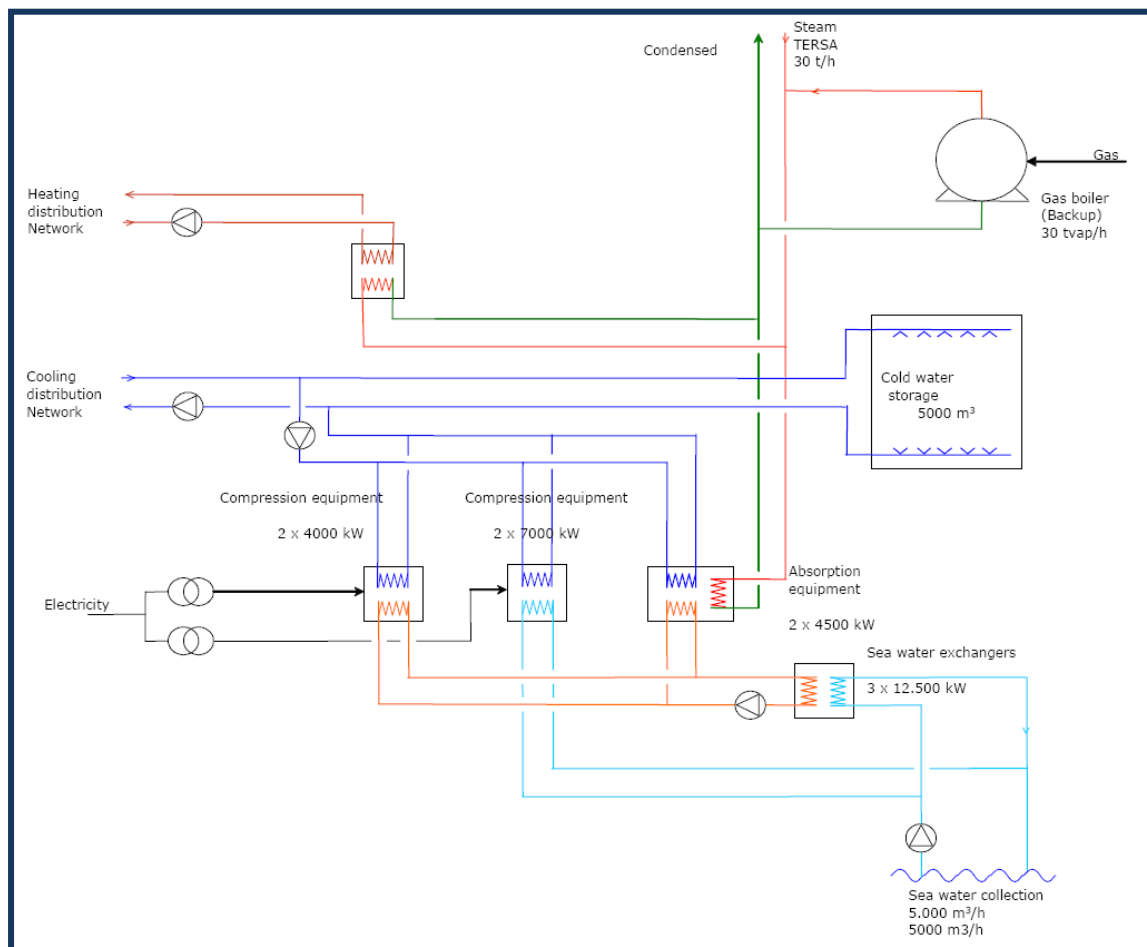 Steam
TERSA
30 t/h
Condensed
Gas
Gas boiler
(Backup)
30 tvap/h
Heating
distribution
Network
Cooling
distribution
Network
Cold water
storage
5000 m³
Compression equipment
2 x 4000 kW
Compression equipment
2 x 7000 kW
Absorption
equipment
2 x 4500 kW
Electricity
Sea water exchangers
3 x 12.500 kW
Sea water collection
5.000 m³/h
5000 m3/h